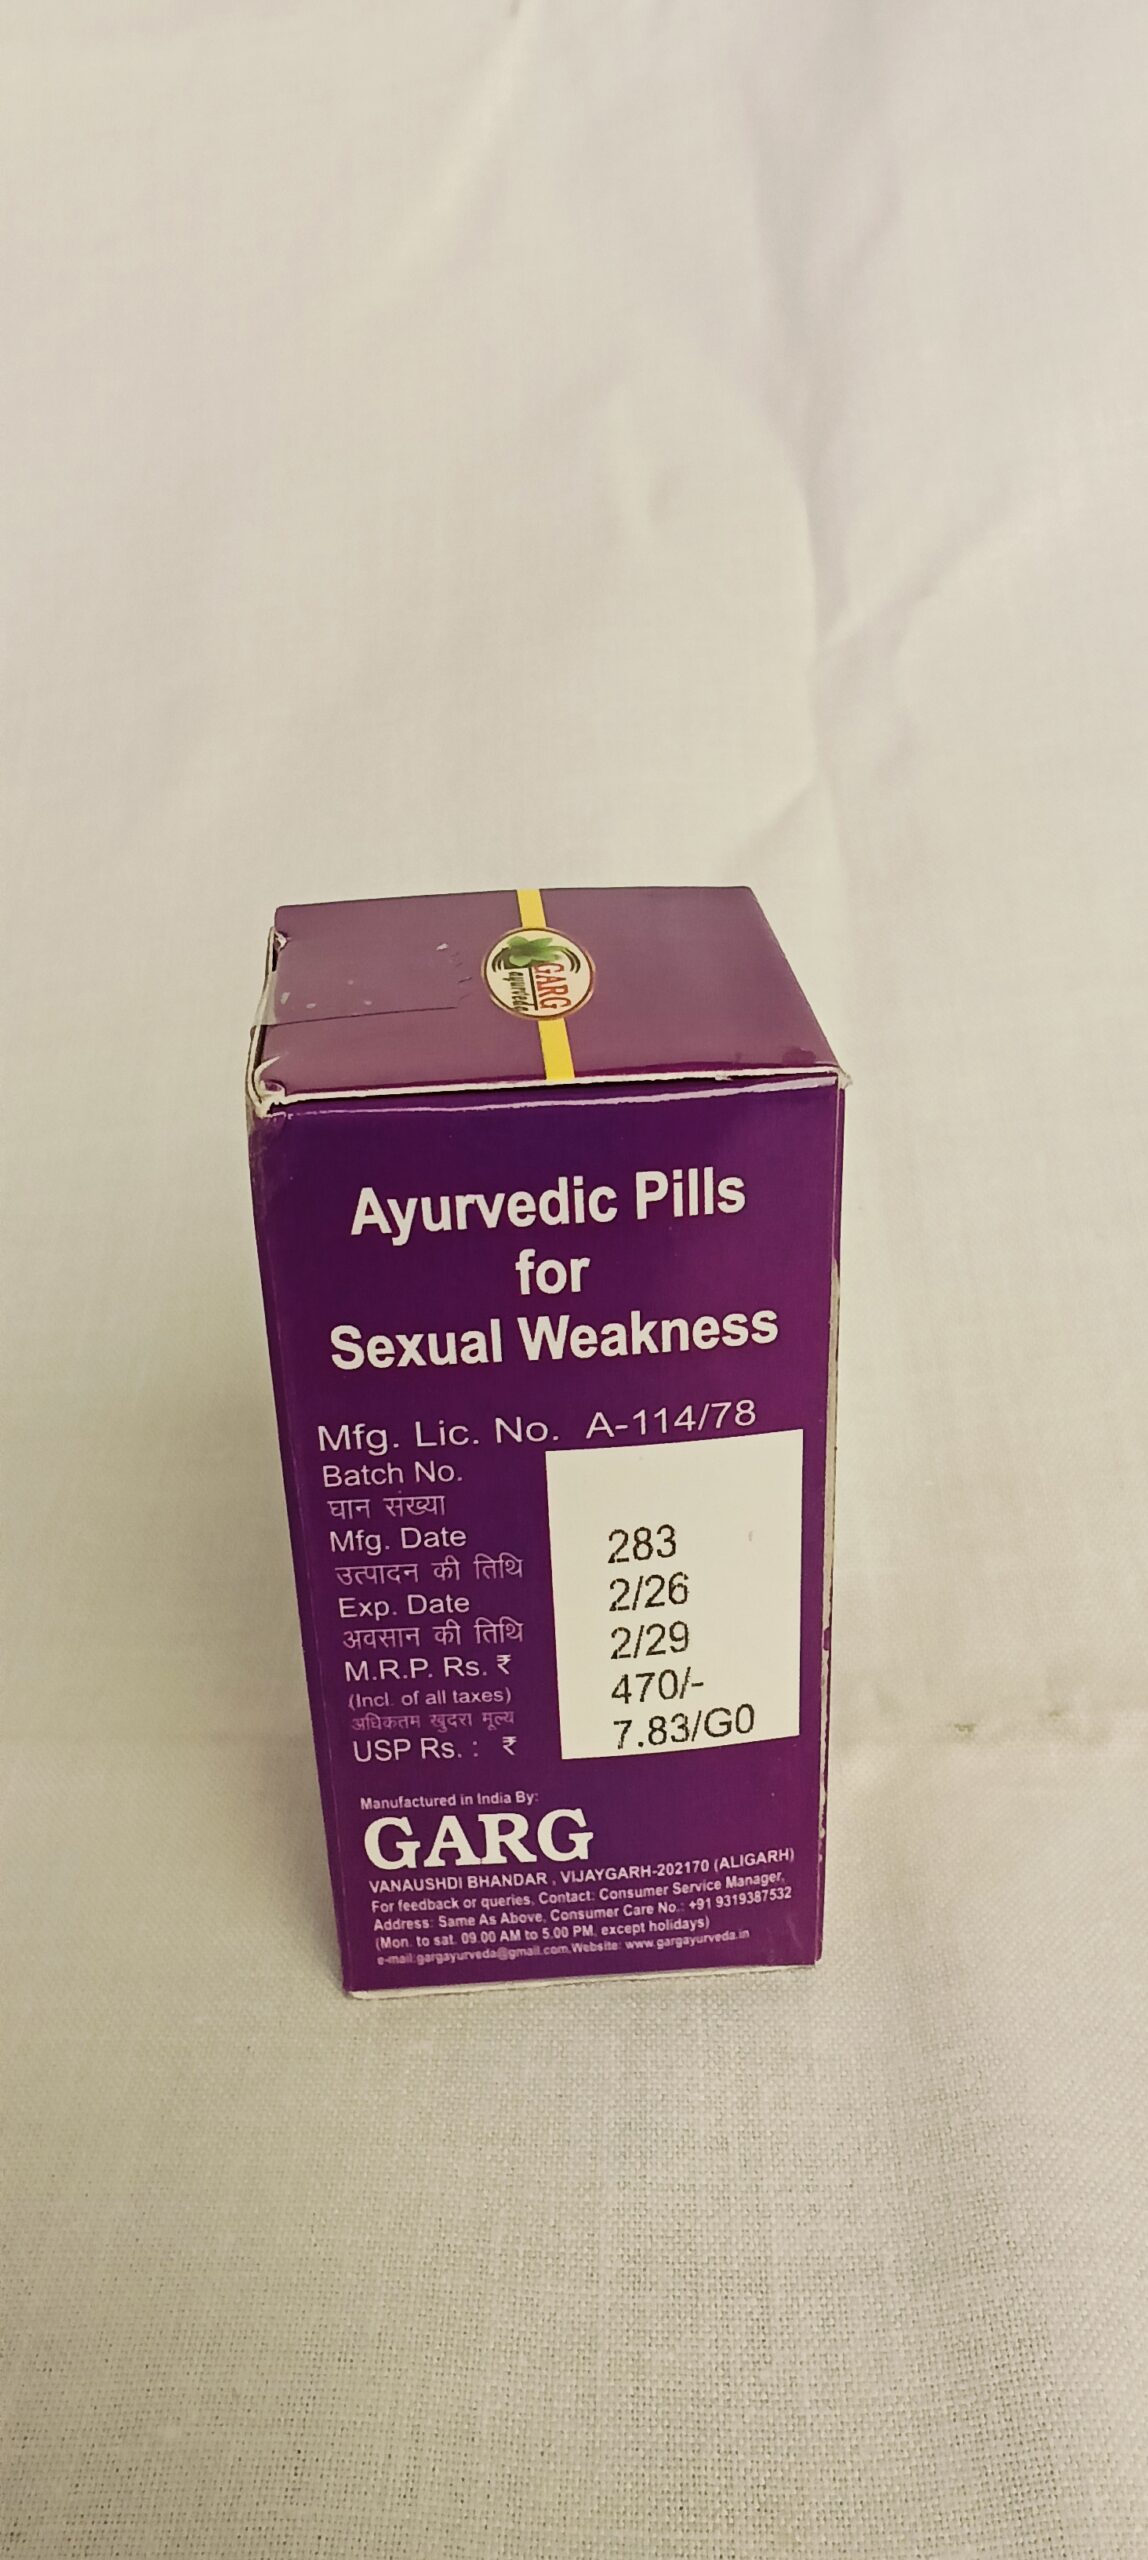 GARG
ayurveda
Ayurvedic Pills
for
Sexual Weakness
Mfg. Lic. No. A-114/78
Batch No.
घान संख्या
Mfg. Date
उत्पादन की तिथि
Exp. Date
अवसान की तिथि
M.R.P. Rs. ₹
(Incl. of all taxes)
अधिकतम खुदरा मूल्य
USP Rs. : ₹
283
2/26
2/29
470/-
7.83/G0
Manufactured in India By:
GARG
VANAUSHDI BHANDAR , VIJAYGARH-202170 (ALIGARH)
For feedback or queries, Contact: Consumer Service Manager,
Address: Same As Above, Consumer Care No.: +91 9319387532
(Mon. to sat. 09.00 AM to 5.00 PM, except holidays)
e-mail:gargayurveda@gmail.com,Website: www.gargayurveda.in